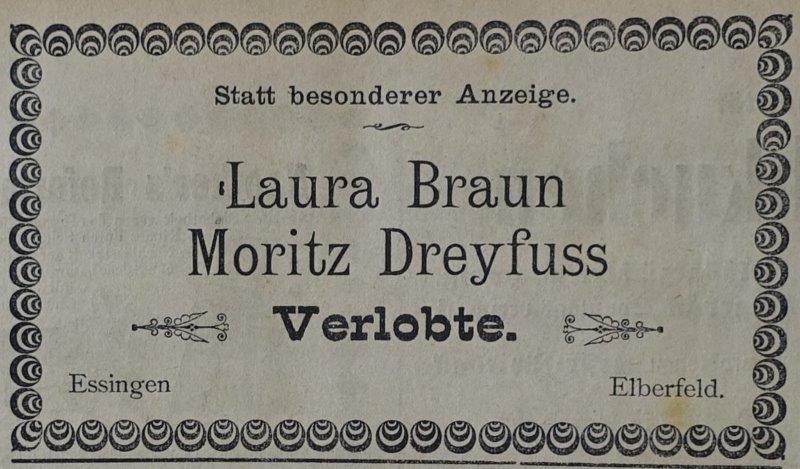 Statt besonderer Anzeige.
Laura Braun
Moritz Dreyfuss
Verlobte.
Essingen Elberfeld.